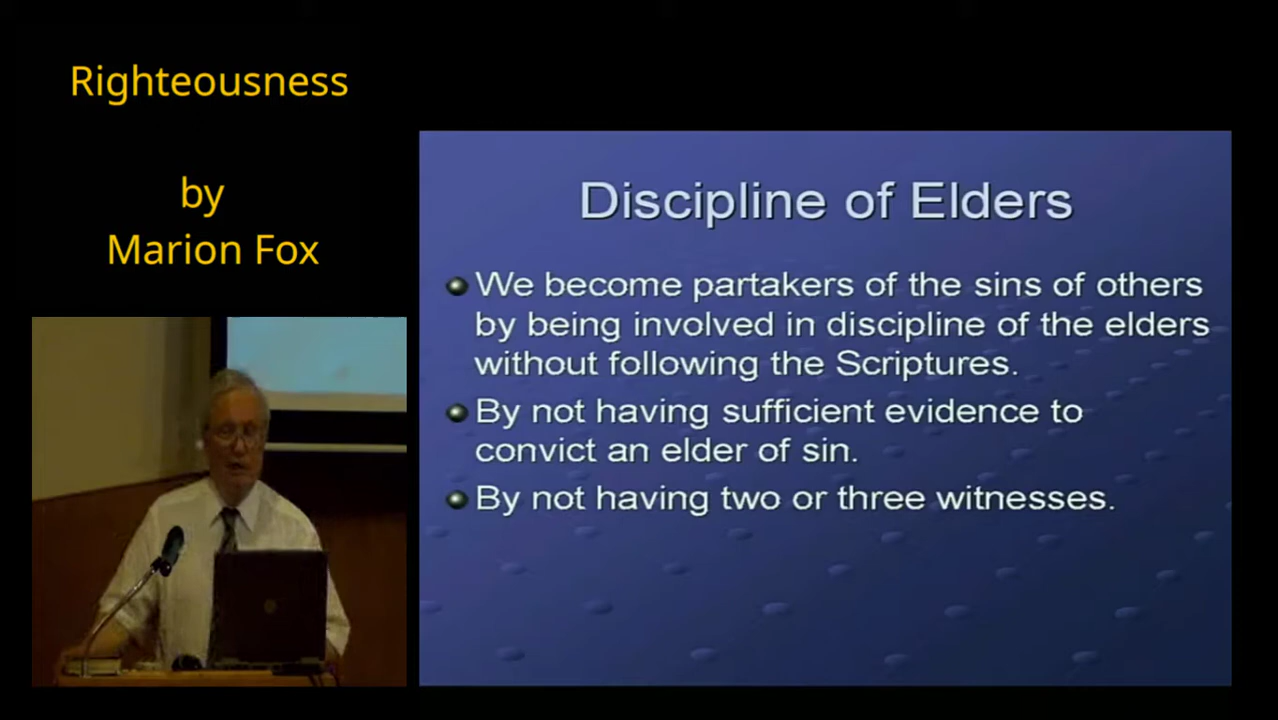 Righteousness
by
Marion Fox
Discipline of Elders
We become partakers of the sins of others
by being involved in discipline of the elders
without following the Scriptures.
By not having sufficient evidence to
convict an elder of sin.
By not having two or three witnesses.